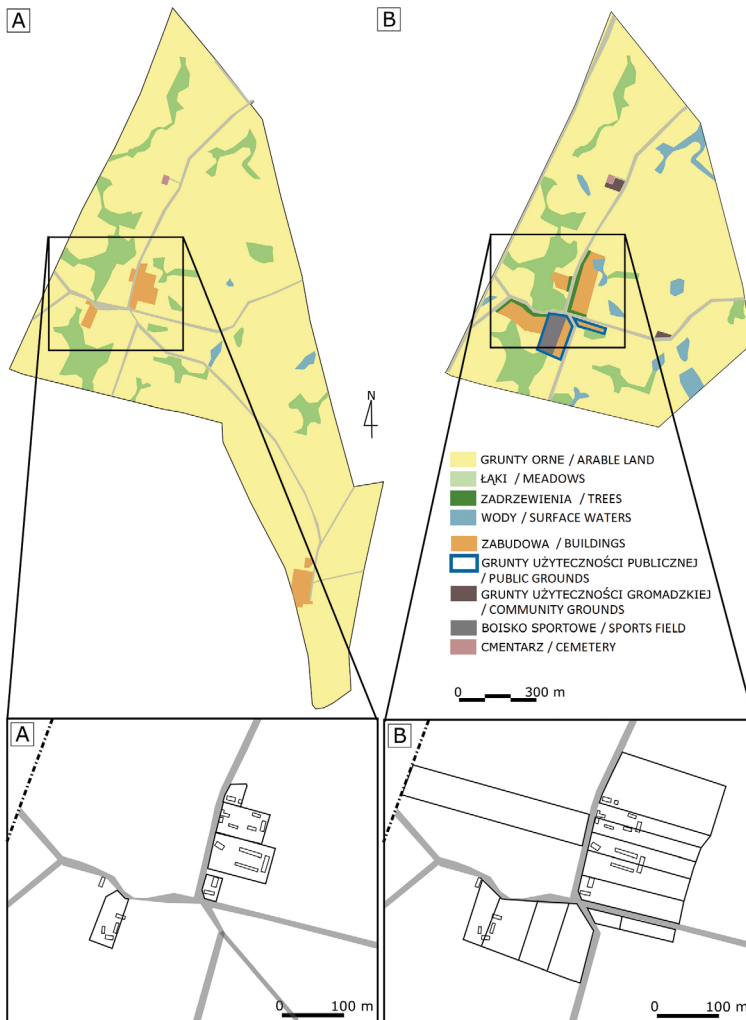 A
B
N
GRUNTY ORNE / ARABLE LAND
ŁĄKI / MEADOWS
ZADRZEWIENIA / TREES
WODY / SURFACE WATERS
ZABUDOWA / BUILDINGS
GRUNTY UŻYTECZNOŚCI PUBLICZNEJ
/ PUBLIC GROUNDS
GRUNTY UŻYTECZNOŚCI GROMADZKIEJ
/ COMMUNITY GROUNDS
BOISKO SPORTOWE / SPORTS FIELD
CMENTARZ / CEMETERY
0 300 m
A
B
0 100 m
0 100 m